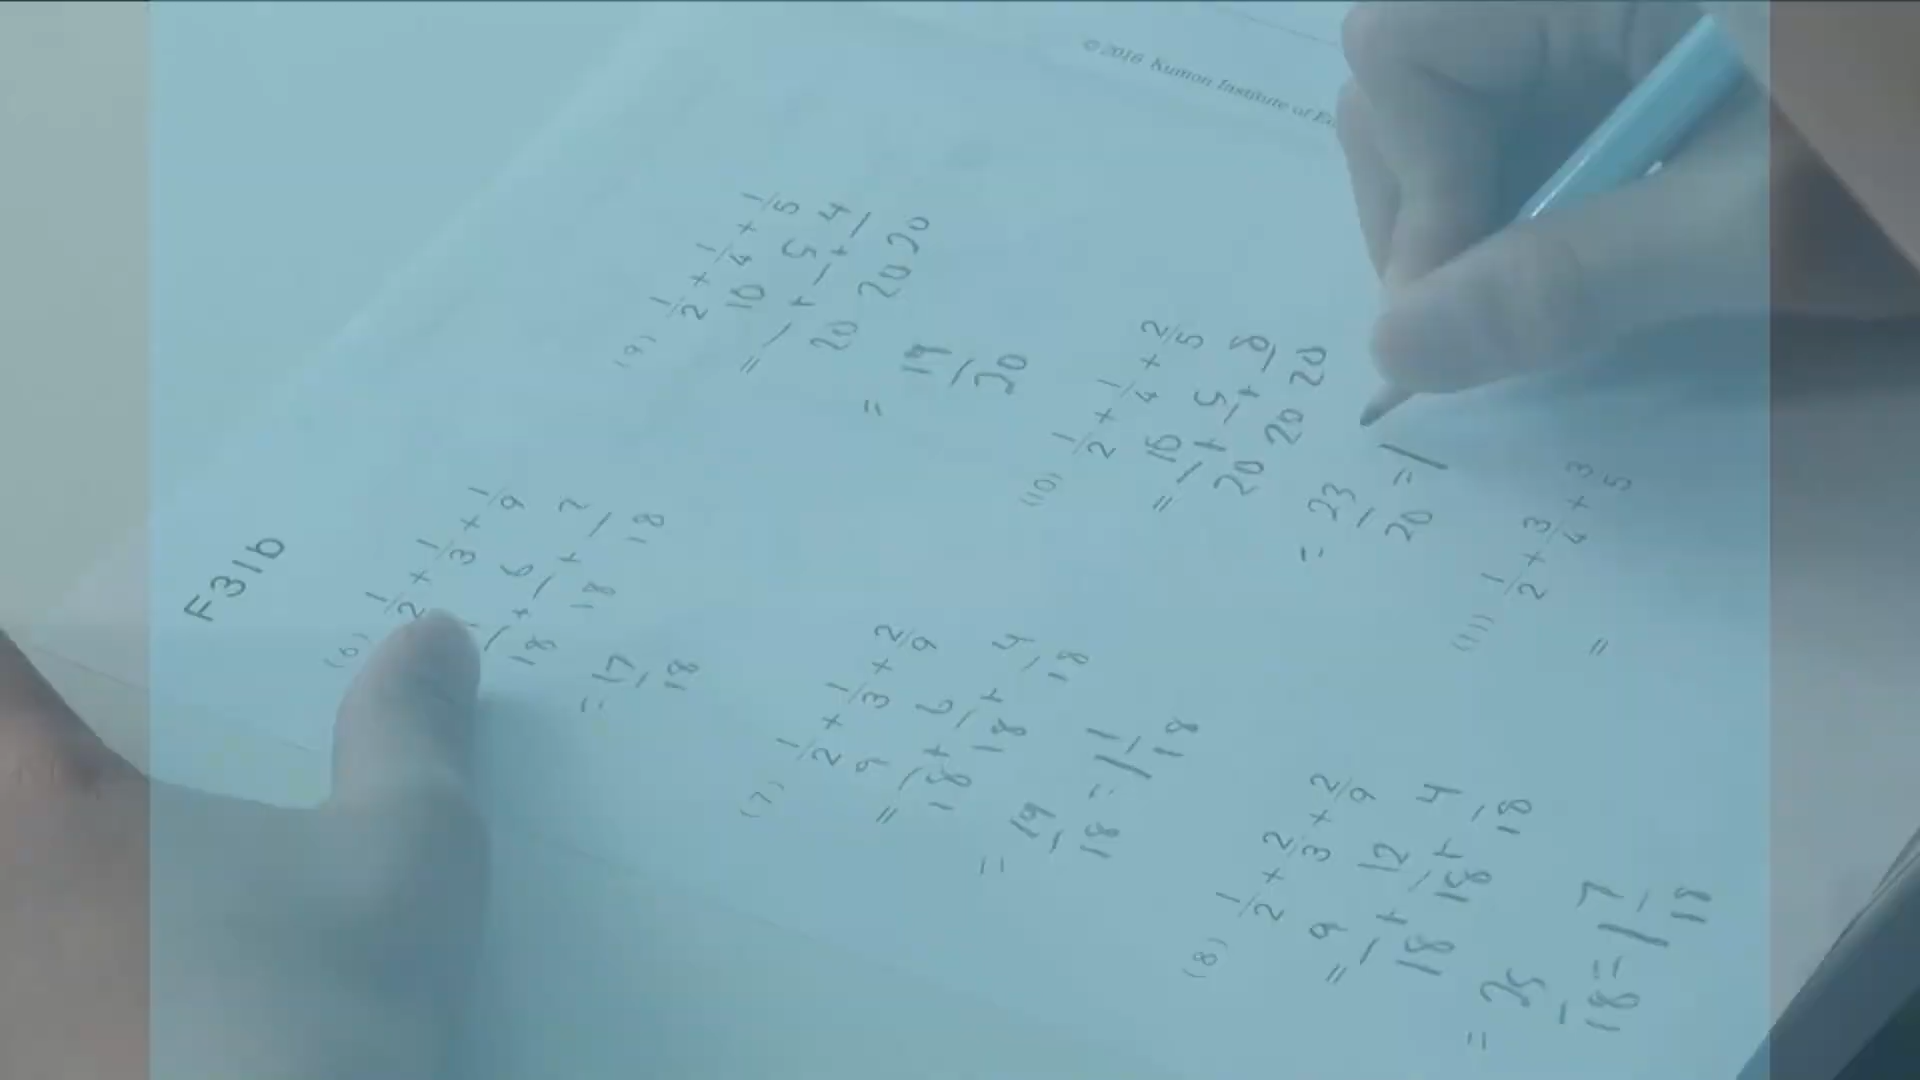 © 2016 Kumon Institute of
F31b
(6) 1/2 + 1/3 + 1/9
/18 + 6/18 + 2/18
= 17/18
(7) 1/2 + 1/3 + 2/9
= 9/18 + 6/18 + 4/18
= 19/18 = 1 1/18
(8) 1/2 + 2/3 + 2/9
= 9/18 + 12/18 + 4/18
= 25/18 = 1 7/18
(9) 1/2 + 1/4 + 1/5
= 10/20 + 5/20 + 4/20
= 19/20
(10) 1/2 + 1/4 + 2/5
= 10/20 + 5/20 + 8/20
= 23/20 = 1
(11) 1/2 + 3/4 + 3/5
=